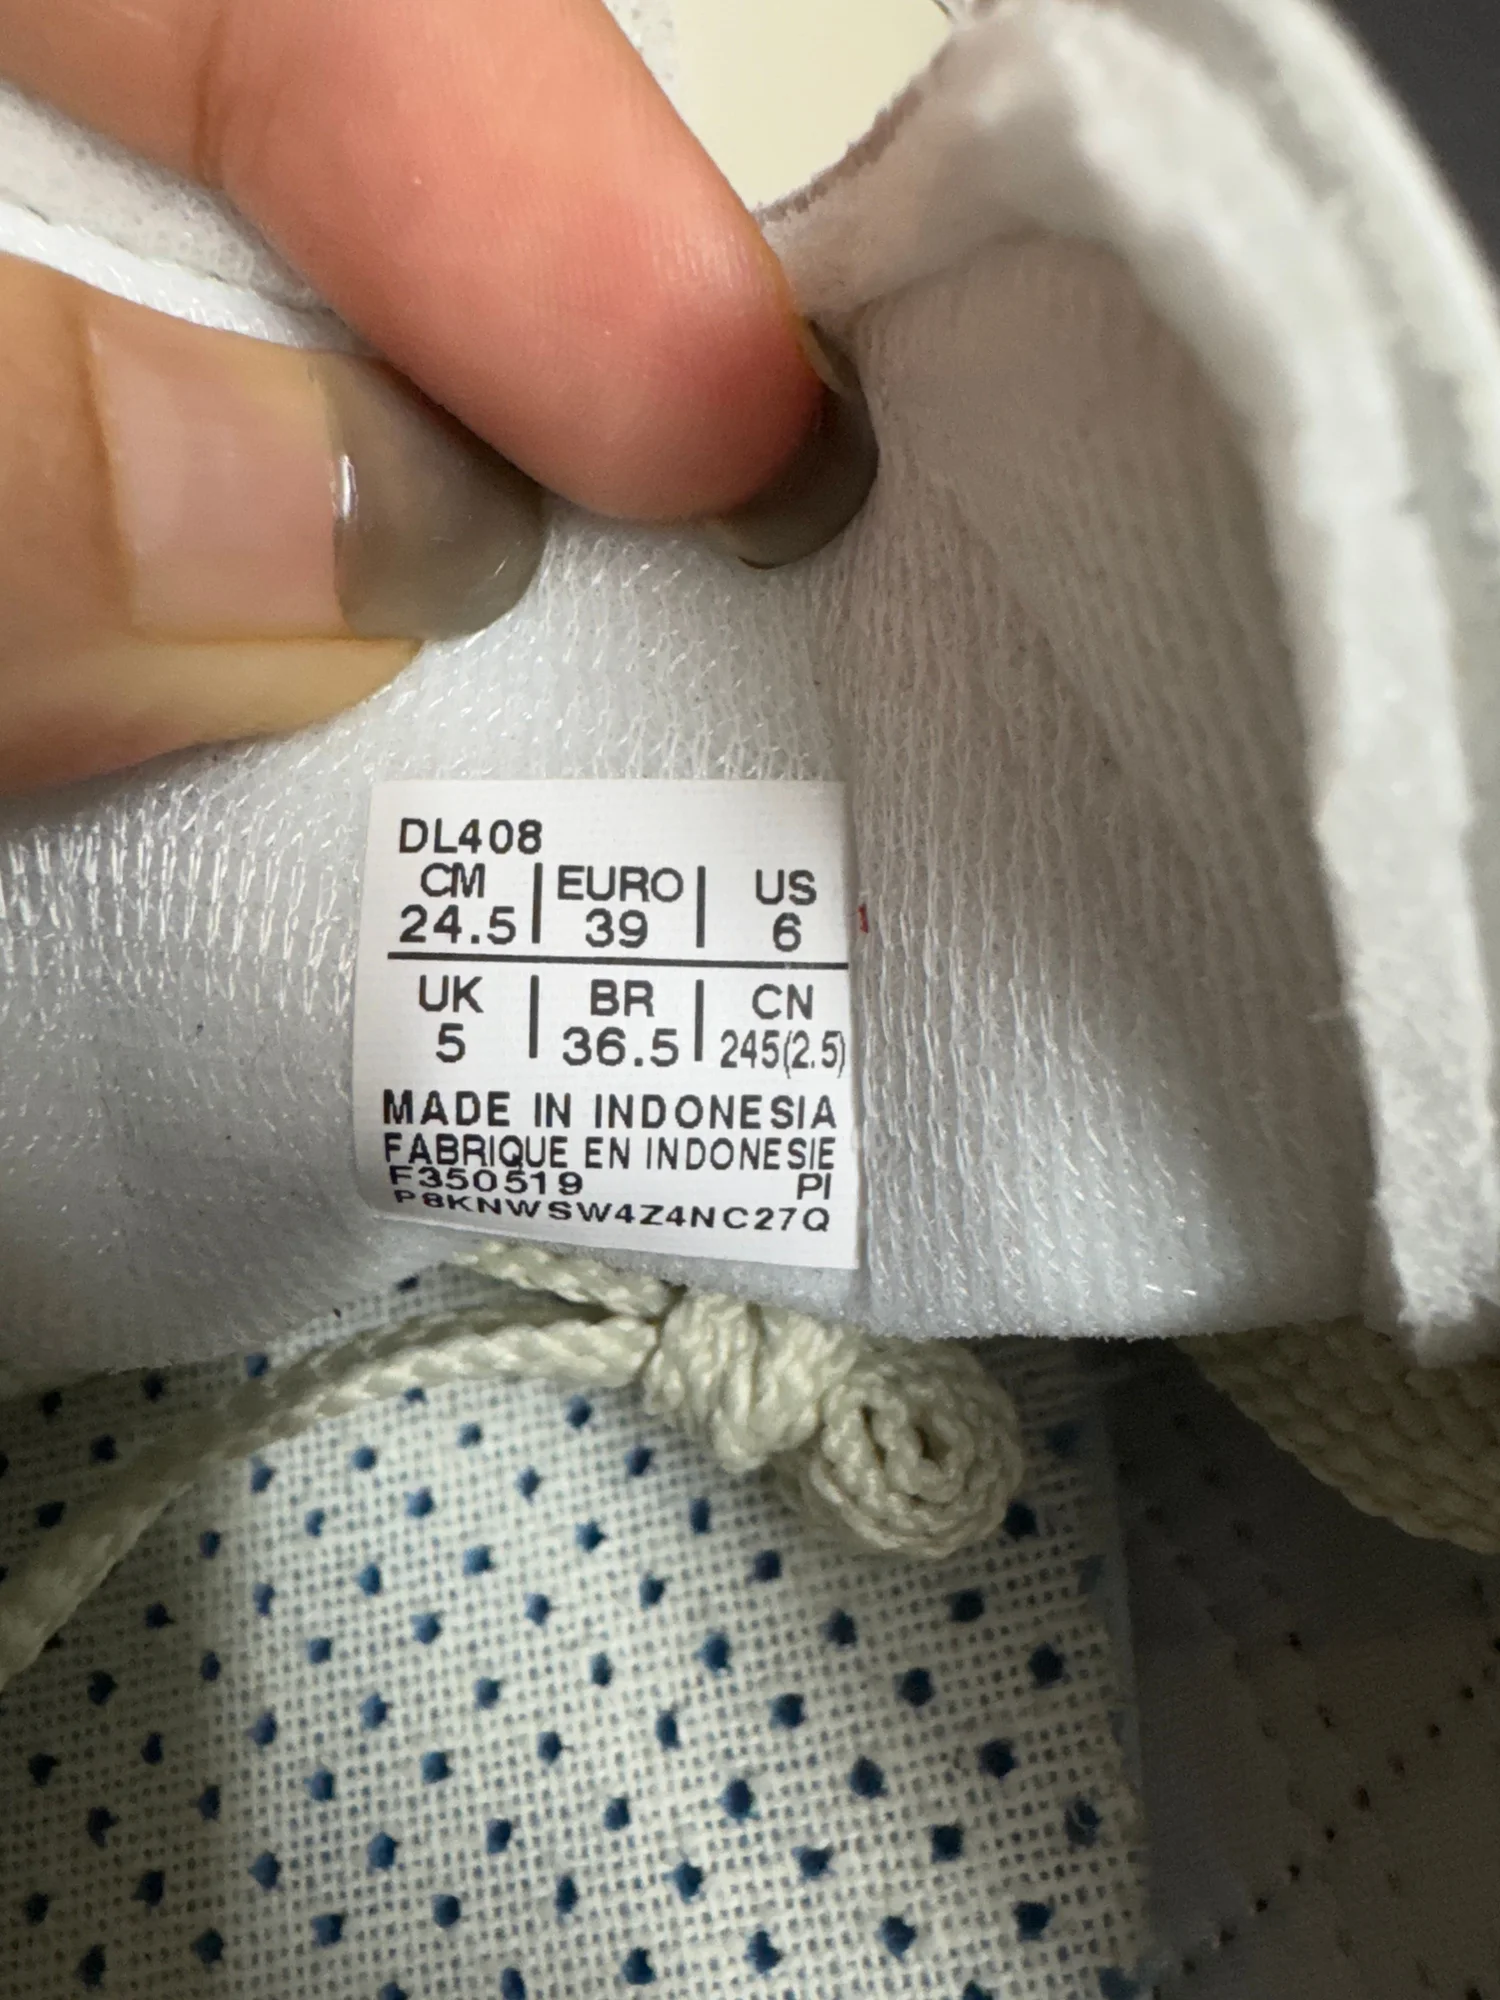 DL408
CM | EURO | US
24.5 | 39 | 6
UK | BR | CN
5 | 36.5 | 245(2.5)
MADE IN INDONESIA
FABRIQUE EN INDONESIE
F350519 PI
P8KNWSW4Z4NC27Q